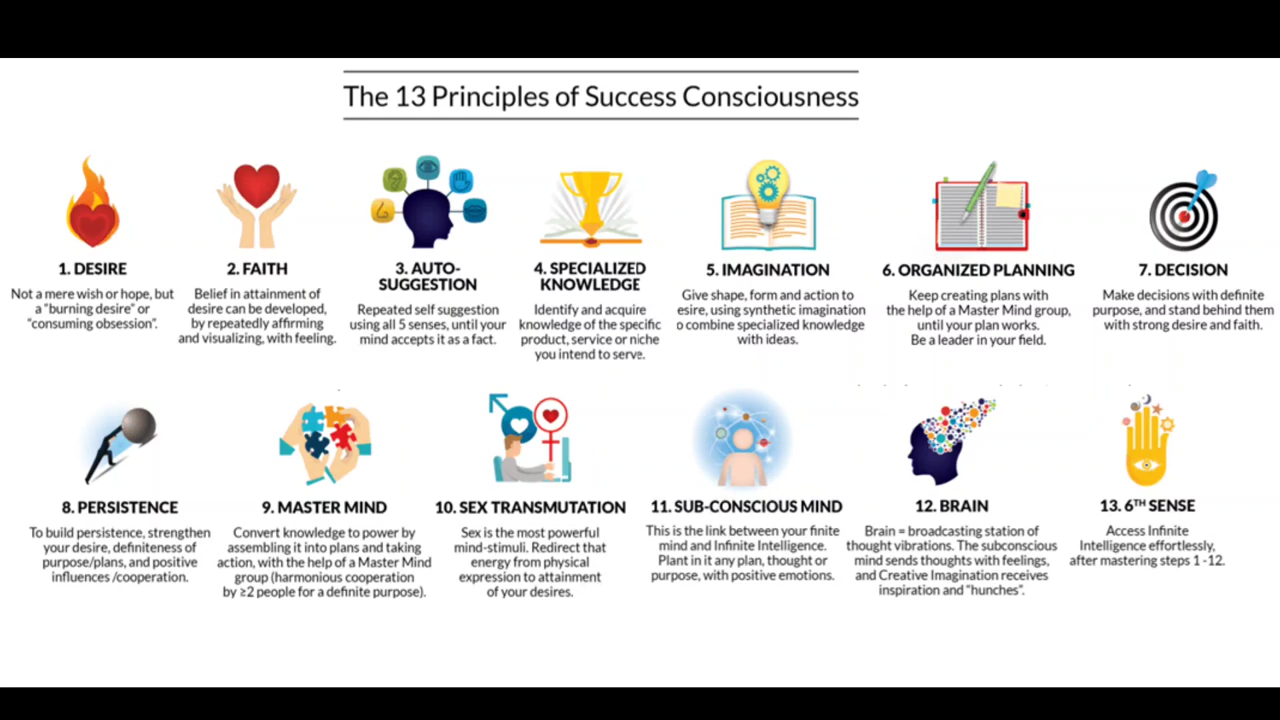 The 13 Principles of Success Consciousness
1. DESIRE
Not a mere wish or hope, but
a "burning desire" or
"consuming obsession".
2. FAITH
Belief in attainment of
desire can be developed,
by repeatedly affirming
and visualizing, with feeling.
3. AUTO-
SUGGESTION
Repeated self suggestion
using all 5 senses, until your
mind accepts it as a fact.
4. SPECIALIZED
KNOWLEDGE
Identify and acquire
knowledge of the specific
product, service or niche
you intend to serve.
5. IMAGINATION
Give shape, form and action to
esire, using synthetic imagination
o combine specialized knowledge
with ideas.
6. ORGANIZED PLANNING
Keep creating plans with
the help of a Master Mind group,
until your plan works.
Be a leader in your field.
7. DECISION
Make decisions with definite
purpose, and stand behind them
with strong desire and faith.
8. PERSISTENCE
To build persistence, strengthen
your desire, definiteness of
purpose/plans, and positive
influences /cooperation.
9. MASTER MIND
Convert knowledge to power by
assembling it into plans and taking
action, with the help of a Master Mind
group (harmonious cooperation
by ≥2 people for a definite purpose).
10. SEX TRANSMUTATION
Sex is the most powerful
mind-stimuli. Redirect that
energy from physical
expression to attainment
of your desires.
11. SUB-CONSCIOUS MIND
This is the link between your finite
mind and Infinite Intelligence.
Plant in it any plan, thought or
purpose, with positive emotions.
12. BRAIN
Brain = broadcasting station of
thought vibrations. The subconscious
mind sends thoughts with feelings,
and Creative Imagination receives
inspiration and "hunches".
13. 6TH SENSE
Access Infinite
Intelligence effortlessly,
after mastering steps 1 -12.